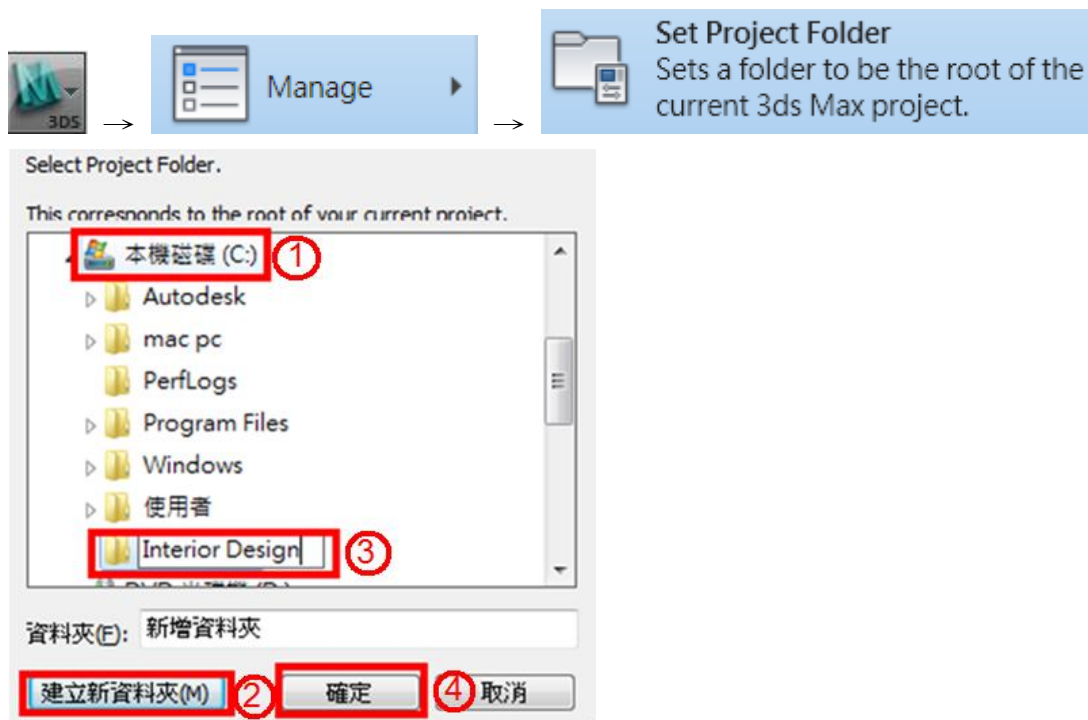 Set Project Folder
Sets a folder to be the root of the
current 3ds Max project.
Manage
3DS
→
→
Select Project Folder.
This corresponds to the root of your current project.
本機磁碟 (C:)
1
Autodesk
mac pc
PerfLogs
Program Files
Windows
使用者
Interior Design
3
資料夾(F): 新增資料夾
建立新資料夾(M) 2 確定 4 取消